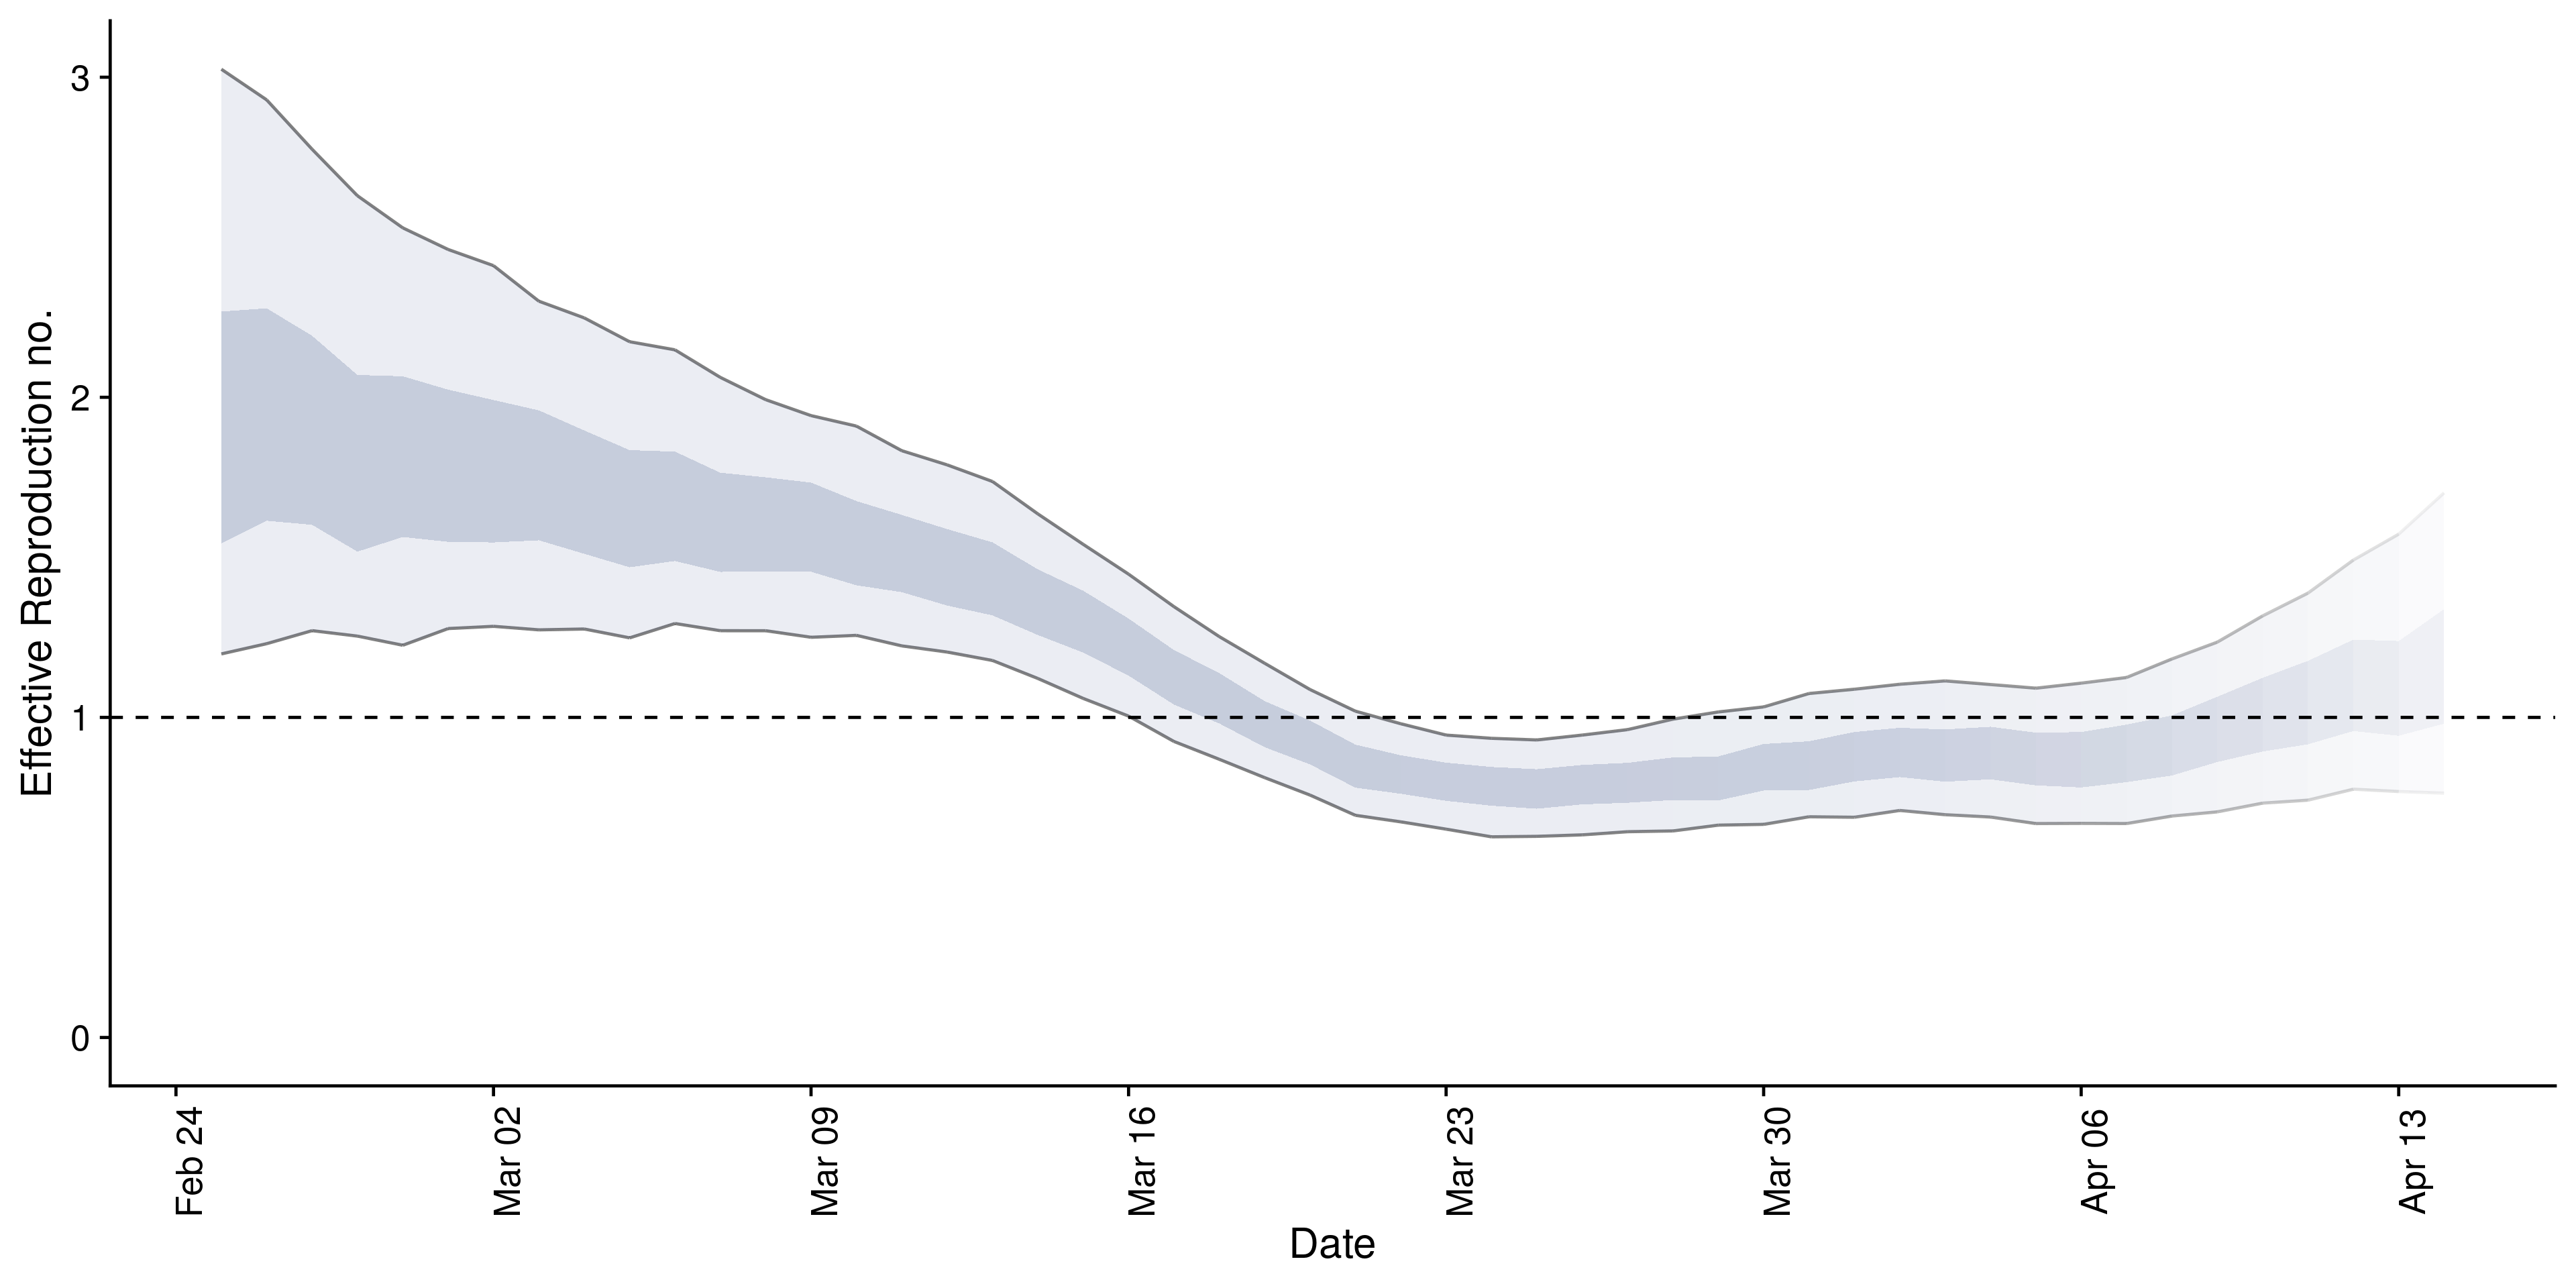 Effective Reproduction no.
3
2
1
0
Feb 24
Mar 02
Mar 09
Mar 16
Mar 23
Mar 30
Apr 06
Apr 13
Date